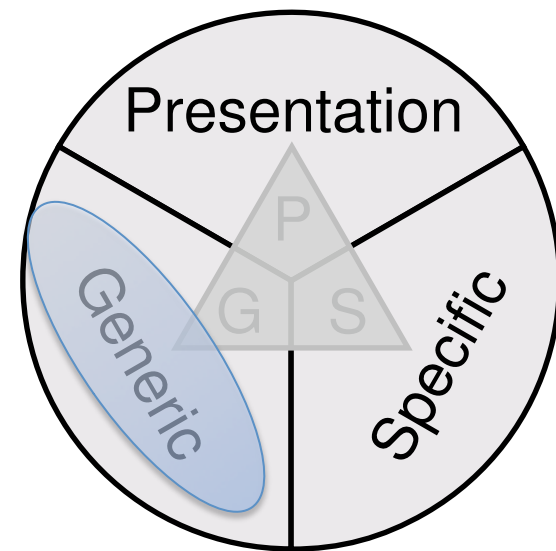 Presentation
P
G S
Generic
Specific